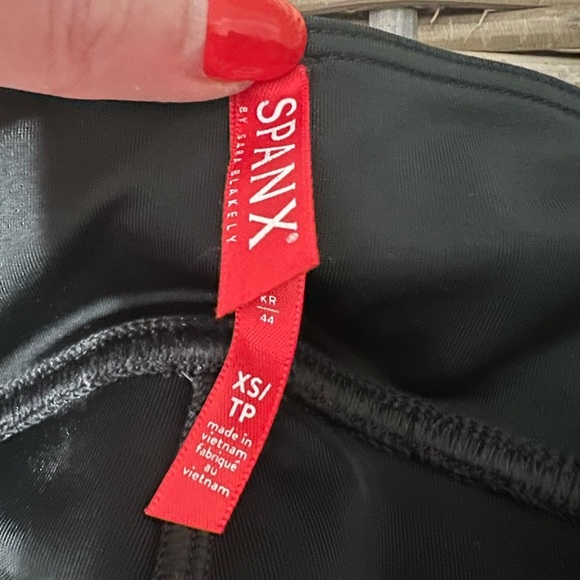 SPANX®
BY SARA BLAKELY
KR
44
XS/
TP
made in
vietnam
fabriqué
au
vietnam